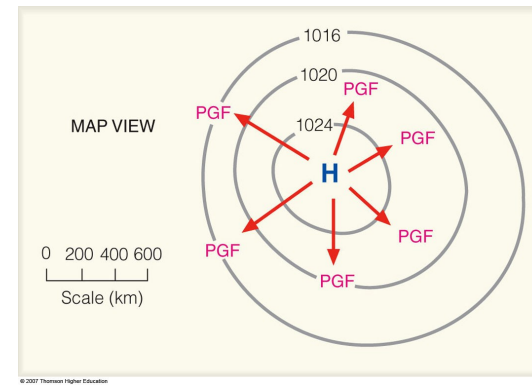 1016
1020
PGF
PGF
1024
MAP VIEW
PGF
H
PGF
PGF
0 200 400 600
PGF
Scale (km)
© 2007 Thomson Higher Education